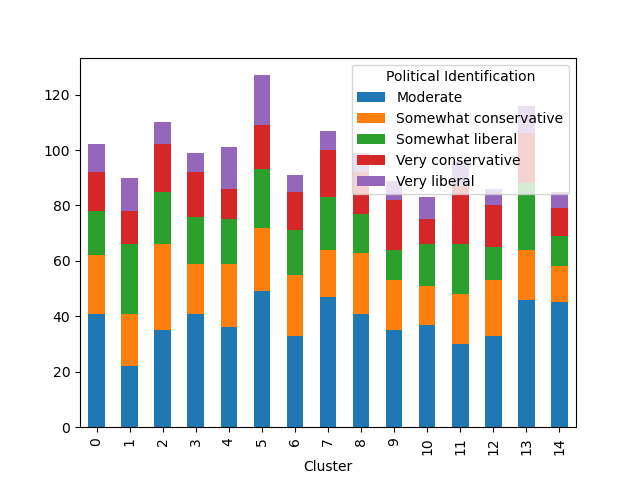 Political Identification
Moderate
Somewhat conservative
Somewhat liberal
Very conservative
Very liberal
120
100
80
60
40
20
0
0 1 2 3 4 5 6 7 8 9 10 11 12 13 14
Cluster